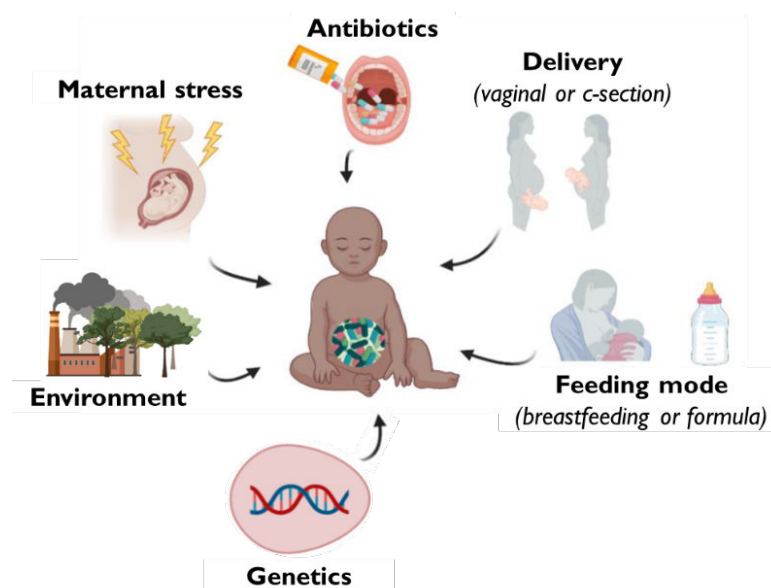 Antibiotics
Delivery
(vaginal or c-section)
Maternal stress
Environment
Feeding mode
(breastfeeding or formula)
Genetics